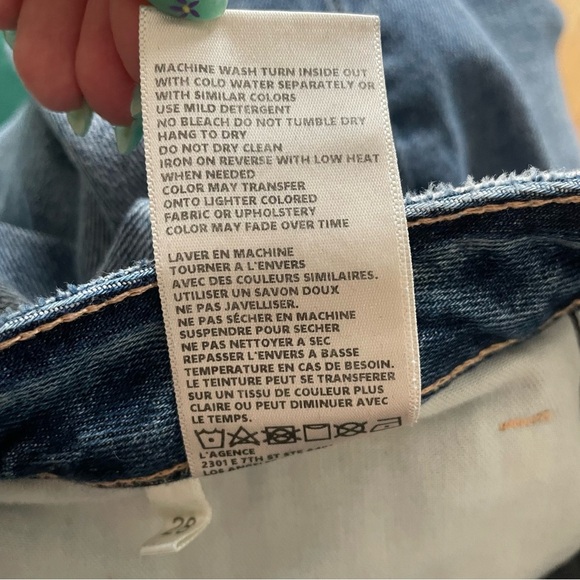 MACHINE WASH TURN INSIDE OUT
WITH COLD WATER SEPARATELY OR
WITH SIMILAR COLORS
USE MILD DETERGENT
NO BLEACH DO NOT TUMBLE DRY
HANG TO DRY
DO NOT DRY CLEAN
IRON ON REVERSE WITH LOW HEAT
WHEN NEEDED
COLOR MAY TRANSFER
ONTO LIGHTER COLORED
FABRIC OR UPHOLSTERY
COLOR MAY FADE OVER TIME
LAVER EN MACHINE
TOURNER A L'ENVERS
AVEC DES COULEURS SIMILAIRES.
UTILISER UN SAVON DOUX
NE PAS JAVELLISER.
NE PAS SÉCHER EN MACHINE
SUSPENDRE POUR SECHER
NE PAS NETTOYER A SEC
REPASSER L'ENVERS A BASSE
TEMPERATURE EN CAS DE BESOIN.
LE TEINTURE PEUT SE TRANSFERER
SUR UN TISSU DE COULEUR PLUS
CLAIRE OU PEUT DIMINUER AVEC
LE TEMPS.
L'AGENCE
2301 E 7TH ST STE
LOS